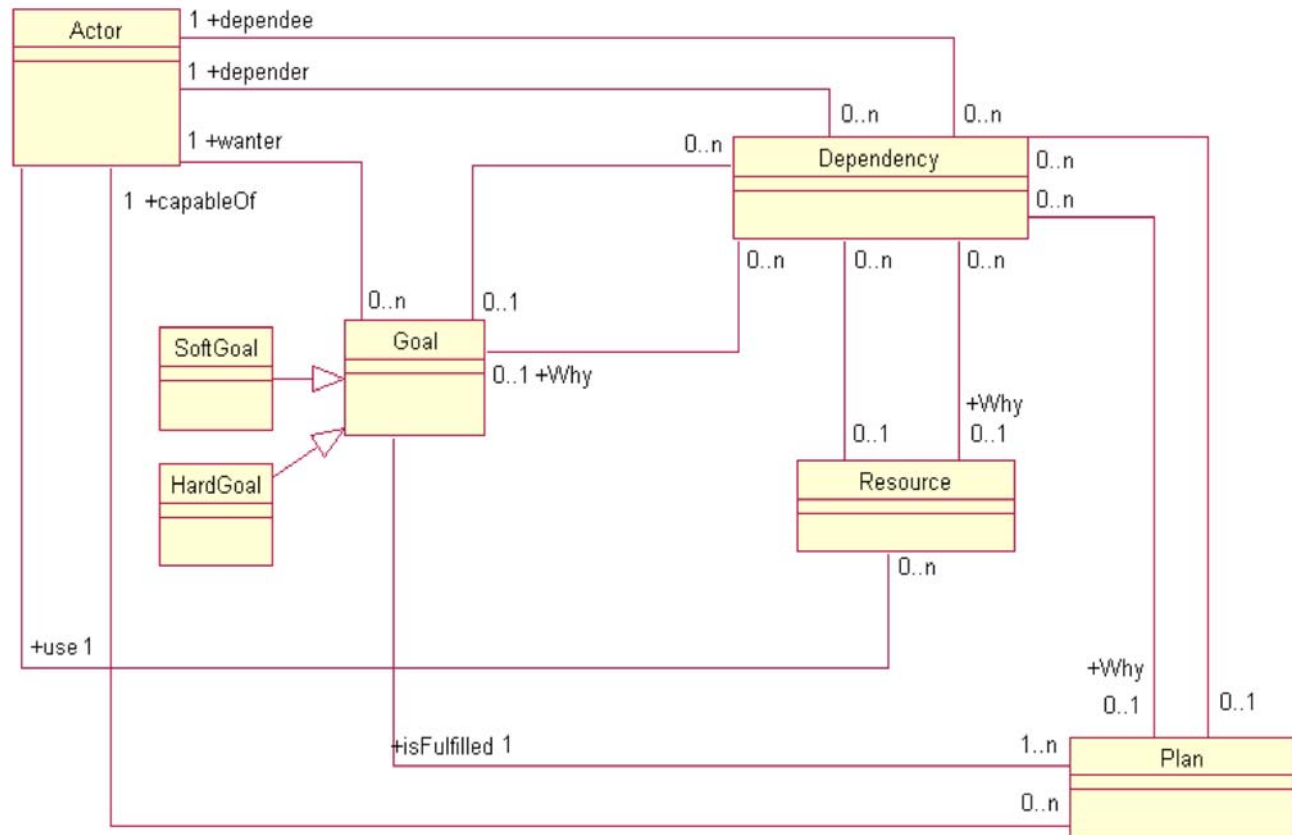 Actor
1 +dependee
1 +depender
0..n 0..n
1 +wanter
0..n
Dependency
0..n
0..n
1 +capableOf
0..n 0..n 0..n
0..n 0..1
SoftGoal
Goal
0..1 +Why
+Why
0..1 0..1
HardGoal
Resource
0..n
+use 1
+Why
0..1 0..1
+isFulfilled 1
1..n
Plan
0..n